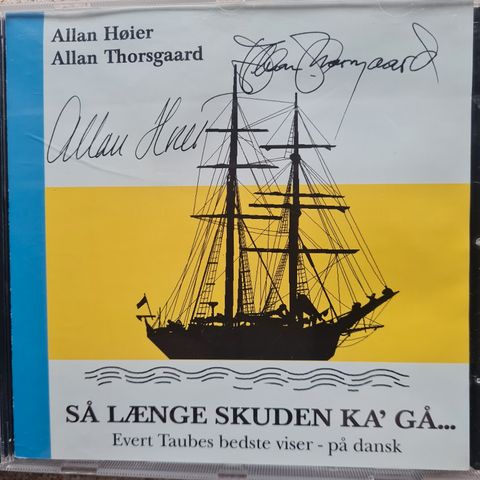 Allan Høier
Allan Thorsgaard
Allan Thorsgaard
Allan Høier
SÅ LÆNGE SKUDEN KA' GÅ...
Evert Taubes bedste viser - på dansk